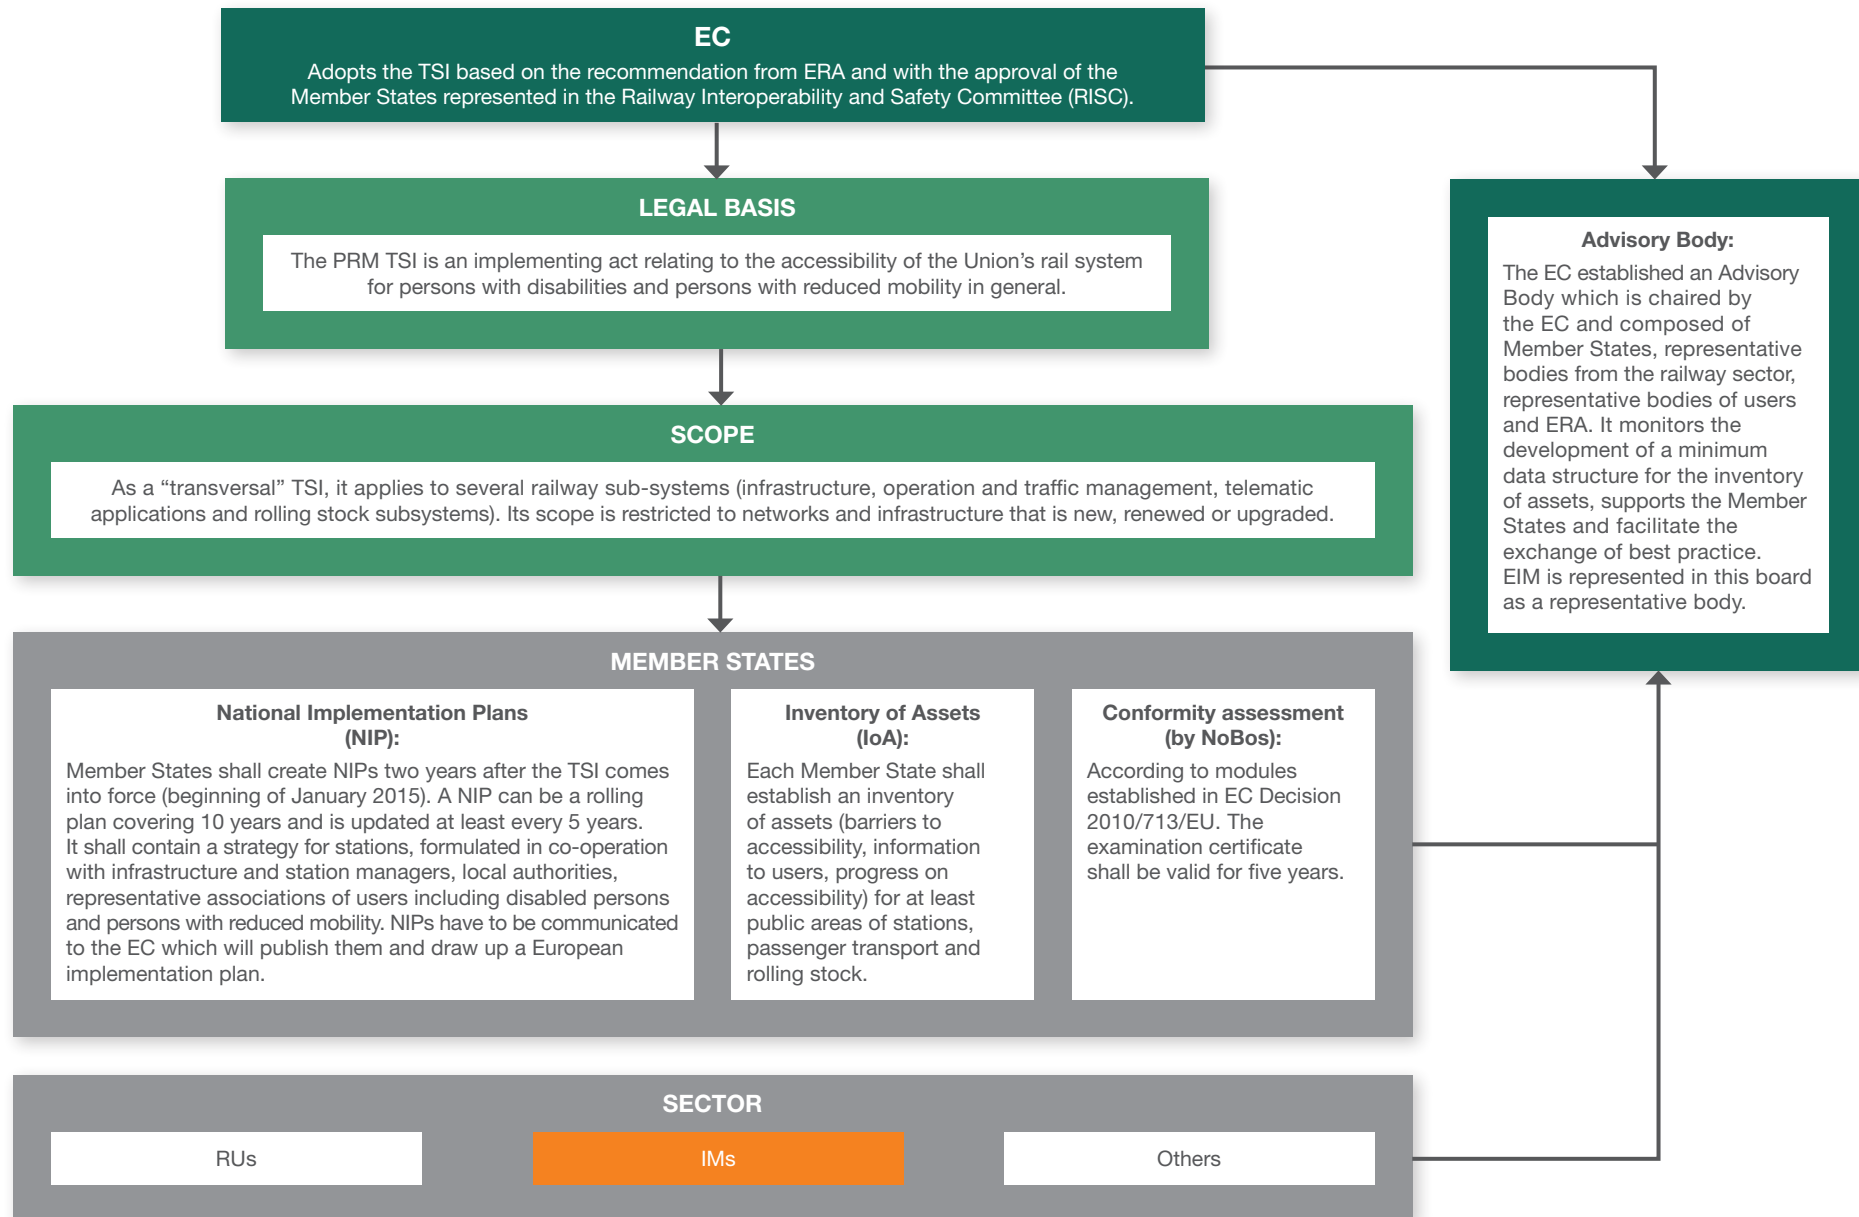 EC
Adopts the TSI based on the recommendation from ERA and with the approval of the
Member States represented in the Railway Interoperability and Safety Committee (RISC).
LEGAL BASIS
The PRM TSI is an implementing act relating to the accessibility of the Union’s rail system
for persons with disabilities and persons with reduced mobility in general.
SCOPE
As a “transversal” TSI, it applies to several railway sub-systems (infrastructure, operation and traffic management, telematic
applications and rolling stock subsystems). Its scope is restricted to networks and infrastructure that is new, renewed or upgraded.
Advisory Body:
The EC established an Advisory
Body which is chaired by
the EC and composed of
Member States, representative
bodies from the railway sector,
representative bodies of users
and ERA. It monitors the
development of a minimum
data structure for the inventory
of assets, supports the Member
States and facilitate the
exchange of best practice.
EIM is represented in this board
as a representative body.
MEMBER STATES
National Implementation Plans
(NIP):
Member States shall create NIPs two years after the TSI comes
into force (beginning of January 2015). A NIP can be a rolling
plan covering 10 years and is updated at least every 5 years.
It shall contain a strategy for stations, formulated in co-operation
with infrastructure and station managers, local authorities,
representative associations of users including disabled persons
and persons with reduced mobility. NIPs have to be communicated
to the EC which will publish them and draw up a European
implementation plan.
Inventory of Assets
(IoA):
Each Member State shall
establish an inventory
of assets (barriers to
accessibility, information
to users, progress on
accessibility) for at least
public areas of stations,
passenger transport and
rolling stock.
Conformity assessment
(by NoBos):
According to modules
established in EC Decision
2010/713/EU. The
examination certificate
shall be valid for five years.
SECTOR
RUs
IMs
Others